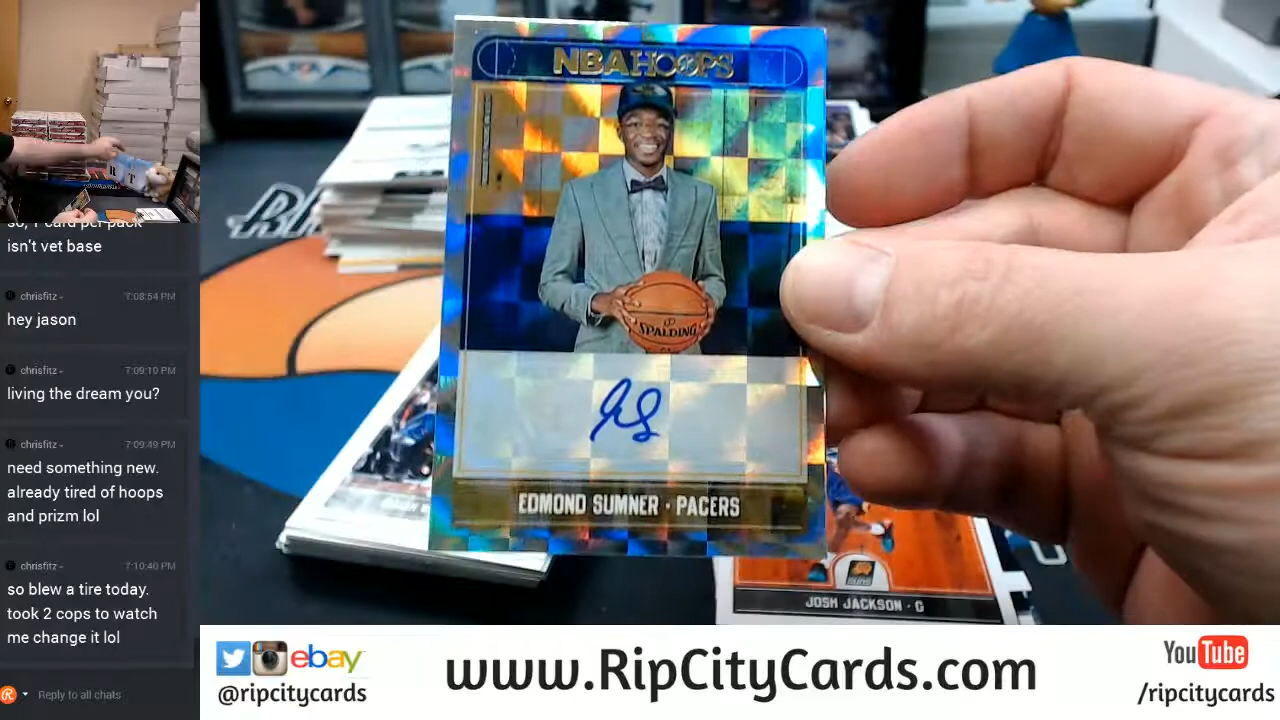 so, 1 card per pack
isn't vet base
chrisfitz - 7:08:54 PM
hey jason
chrisfitz - 7:09:10 PM
living the dream you?
chrisfitz - 7:09:49 PM
need something new.
already tired of hoops
and prizm lol
chrisfitz - 7:10:40 PM
so blew a tire today.
took 2 cops to watch
me change it lol
Reply to all chats
NBA HOOPS
SPALDING
EDMOND SUMNER · PACERS
SUNS
JOSH JACKSON · G
ebay
@ripcitycards
www.RipCityCards.com
YouTube
/ripcitycards